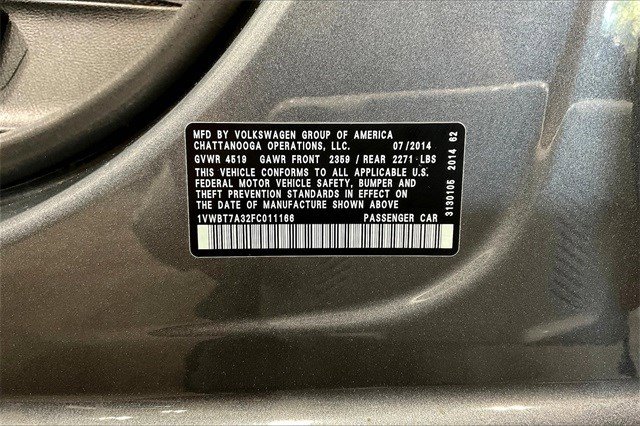 MFD BY VOLKSWAGEN GROUP OF AMERICA
CHATTANOOGA OPERATIONS, LLC. 07/2014
GVWR 4519 GAWR FRONT 2359 / REAR 2271 LBS
THIS VEHICLE CONFORMS TO ALL APPLICABLE U.S.
FEDERAL MOTOR VEHICLE SAFETY, BUMPER AND
THEFT PREVENTION STANDARDS IN EFFECT ON
THE DATE OF MANUFACTURE SHOWN ABOVE
1VWBT7A32FC011166 PASSENGER CAR
3130105 2014 62